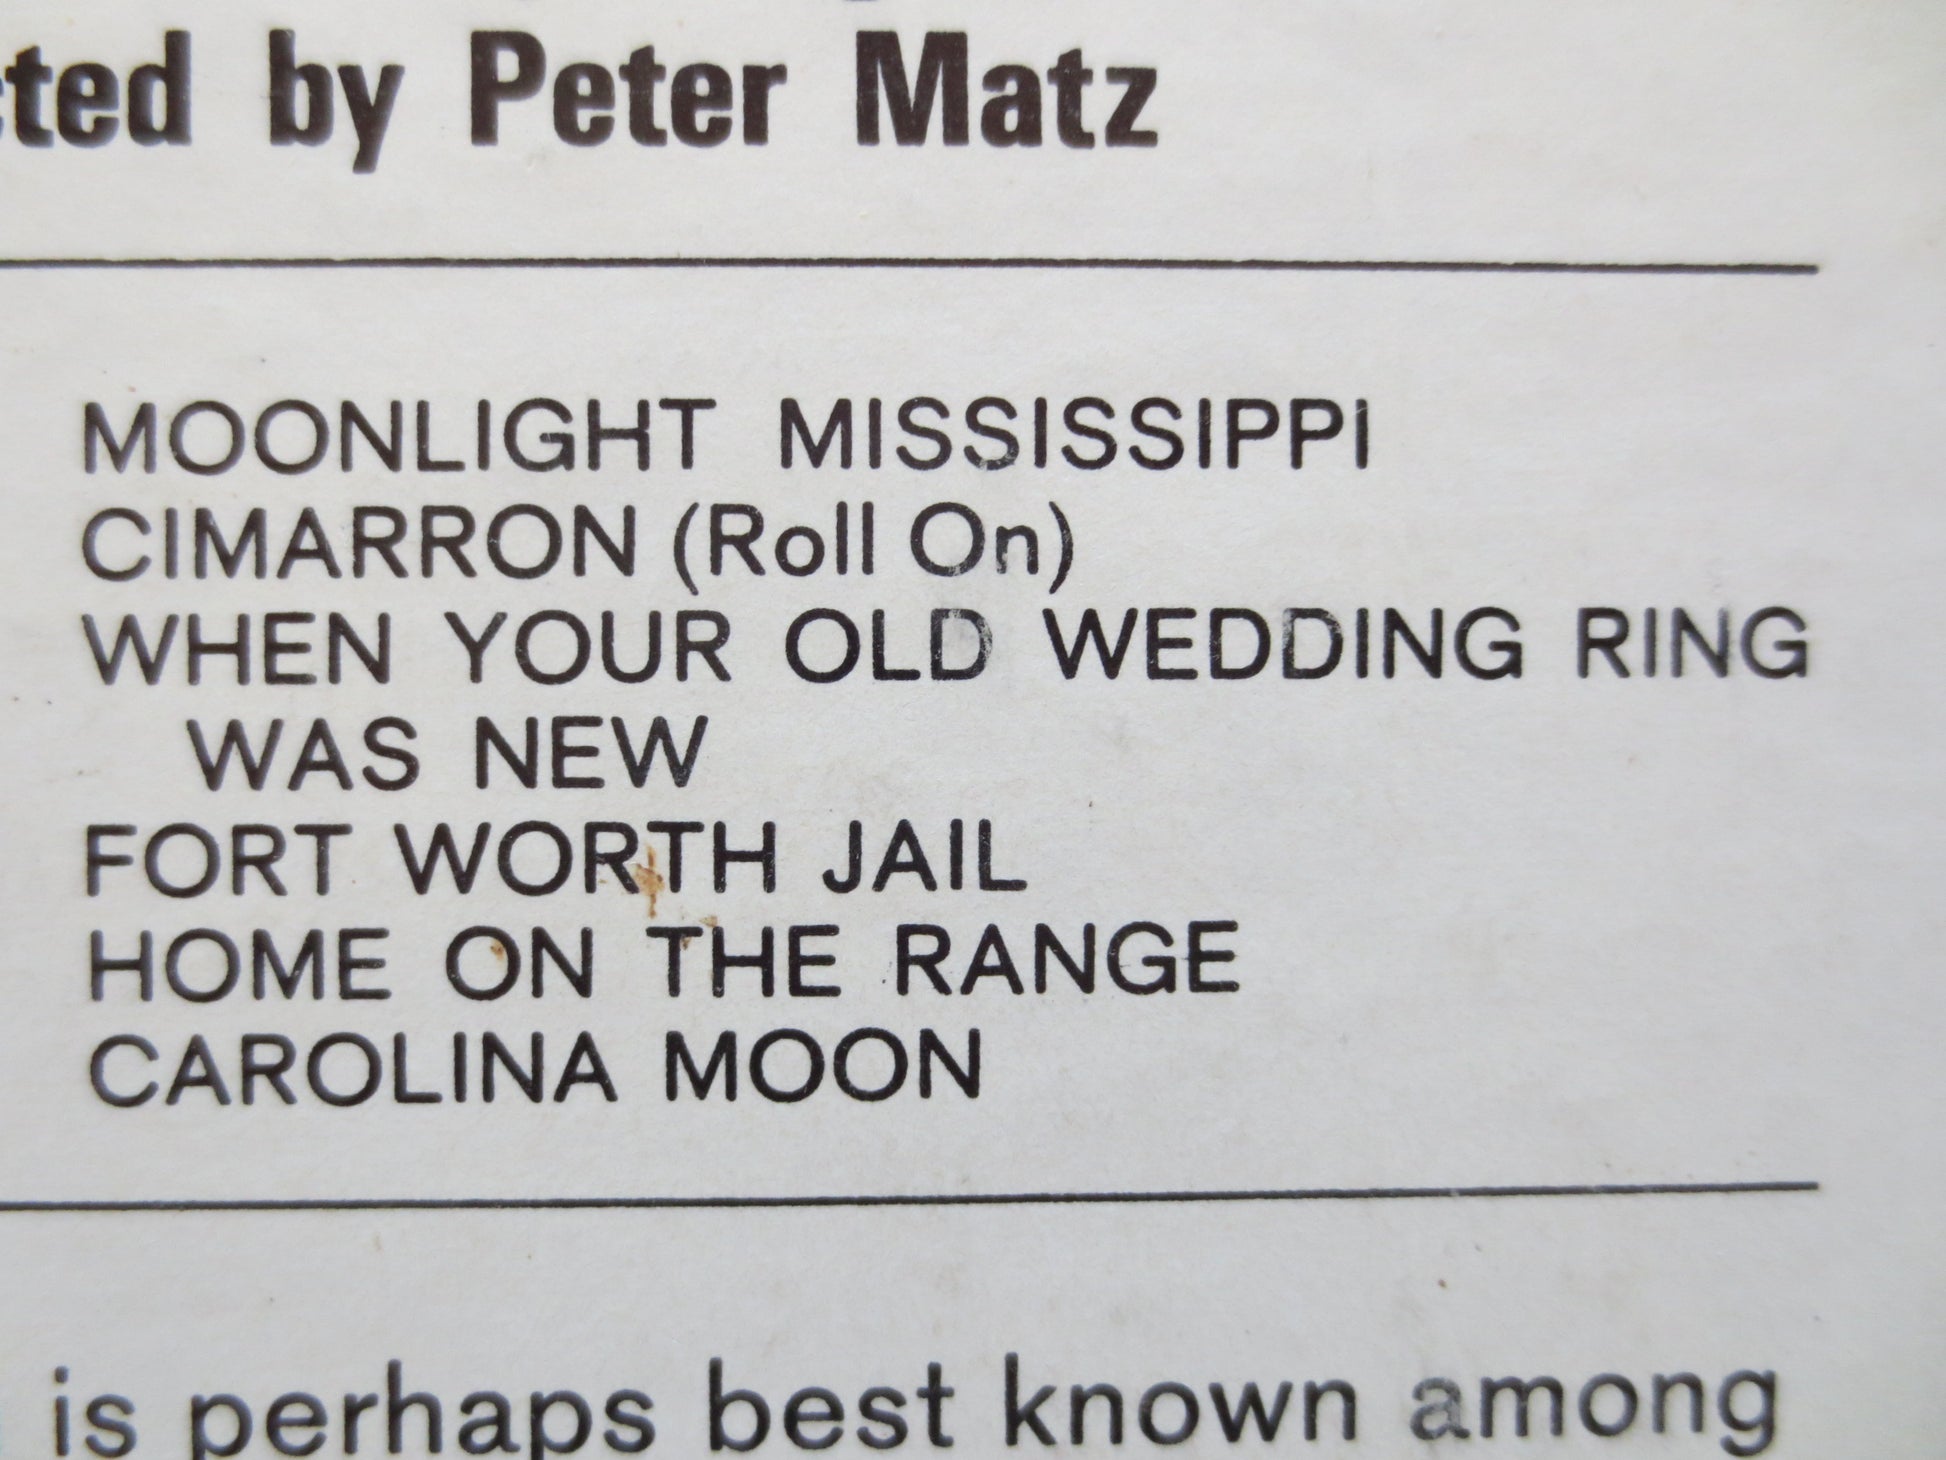 by Peter Matz
MOONLIGHT MISSISSIPPI
CIMARRON (Roll On)
WHEN YOUR OLD WEDDING RING
WAS NEW
FORT WORTH JAIL
HOME ON THE RANGE
CAROLINA MOON
is perhaps best known among